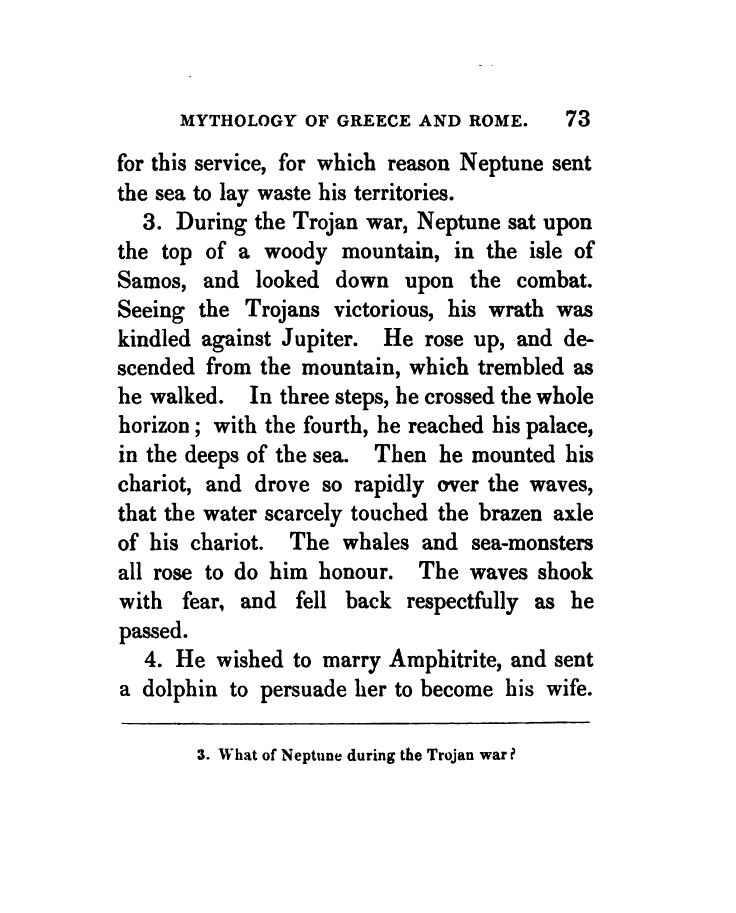 MYTHOLOGY OF GREECE AND ROME. 73
for this service, for which reason Neptune sent
the sea to lay waste his territories.
3. During the Trojan war, Neptune sat upon
the top of a woody mountain, in the isle of
Samos, and looked down upon the combat.
Seeing the Trojans victorious, his wrath was
kindled against Jupiter. He rose up, and de-
scended from the mountain, which trembled as
he walked. In three steps, he crossed the whole
horizon; with the fourth, he reached his palace,
in the deeps of the sea. Then he mounted his
chariot, and drove so rapidly over the waves,
that the water scarcely touched the brazen axle
of his chariot. The whales and sea-monsters
all rose to do him honour. The waves shook
with fear, and fell back respectfully as he
passed.
4. He wished to marry Amphitrite, and sent
a dolphin to persuade her to become his wife.
3. What of Neptune during the Trojan war?